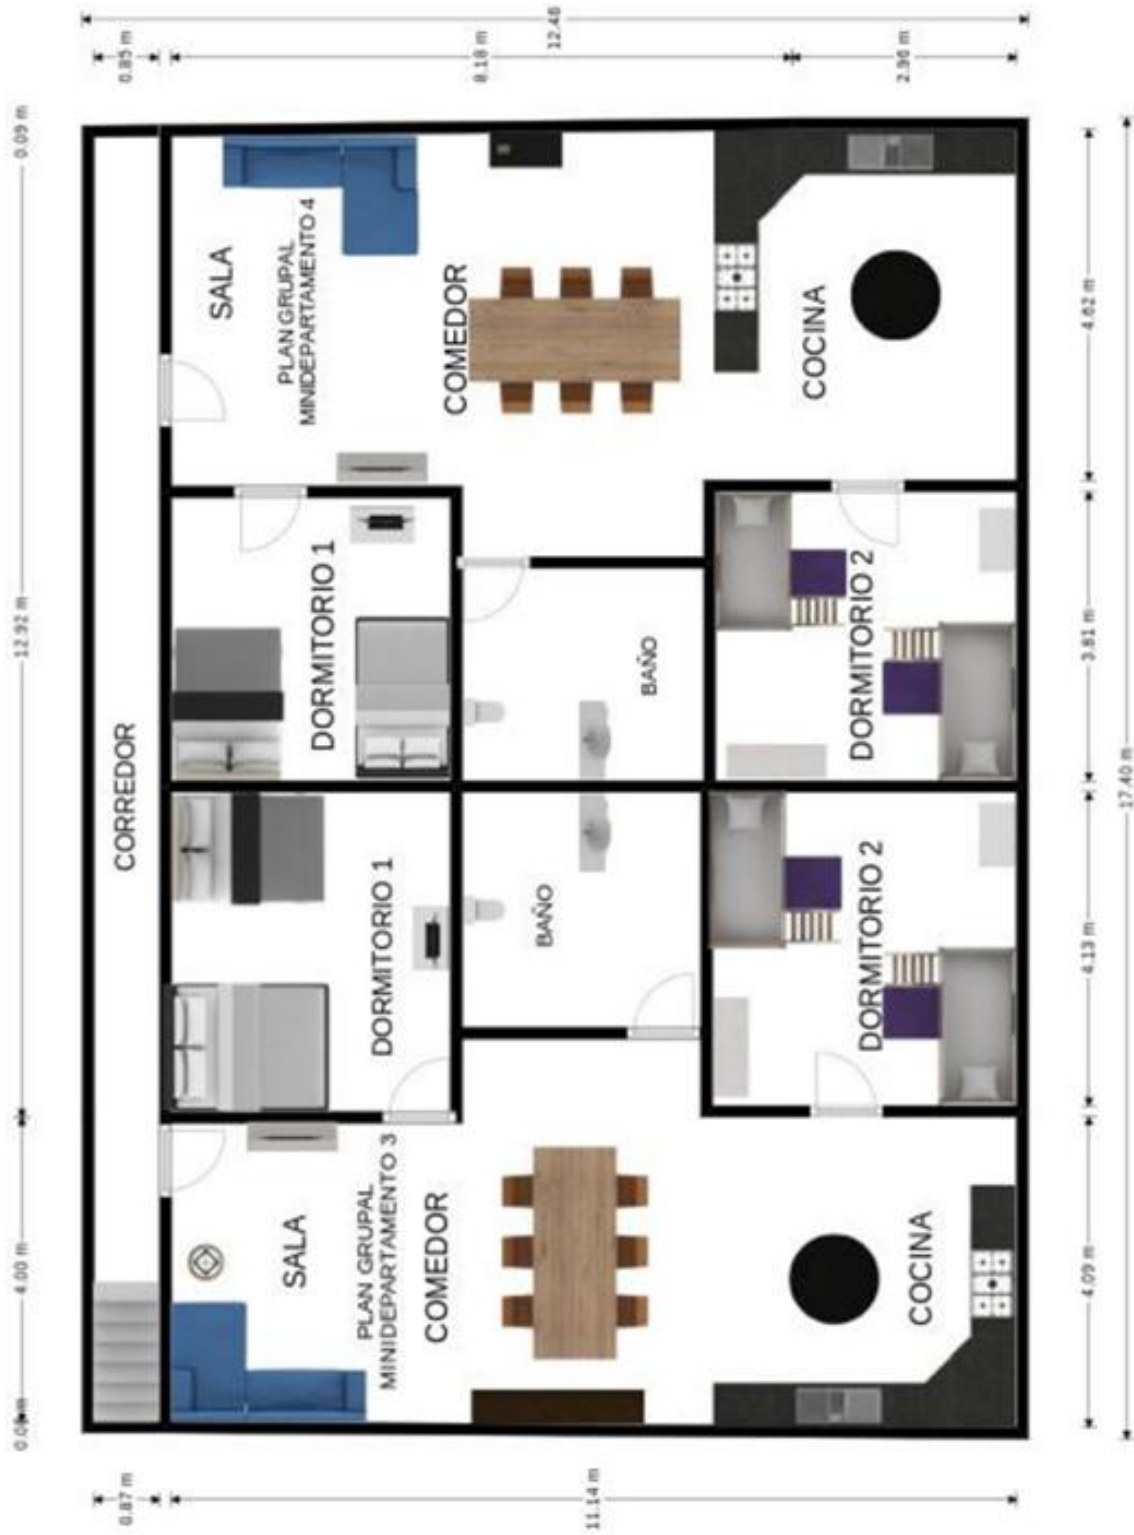 12.46
0.85 m
8.18 m
2.96 m
0.09 m
12.92 m
4.00 m
CORREDOR
SALA
PLAN GRUPAL
MINIDEPARTAMENTO 4
COMEDOR
COCINA
4.62 m
DORMITORIO 1
BAÑO
DORMITORIO 2
3.81 m
17.40 m
DORMITORIO 1
BAÑO
DORMITORIO 2
4.13 m
SALA
PLAN GRUPAL
MINIDEPARTAMENTO 3
COMEDOR
COCINA
4.09 m
0.87 m
11.14 m